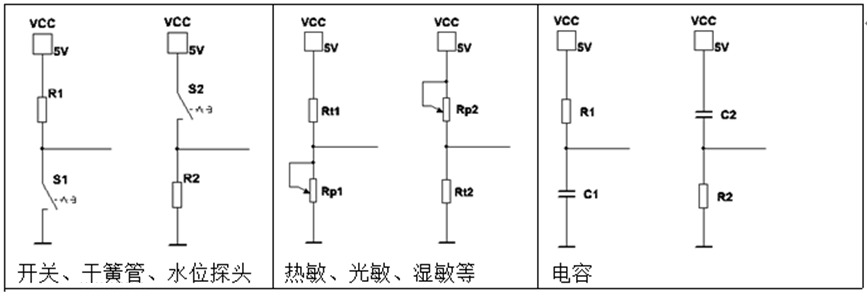 VCC
5V
R1
S1
VCC
5V
S2
R2
开关、干簧管、水位探头
VCC
5V
Rt1
Rp1
VCC
5V
Rp2
Rt2
热敏、光敏、湿敏等
VCC
5V
R1
C1
VCC
5V
C2
R2
电容